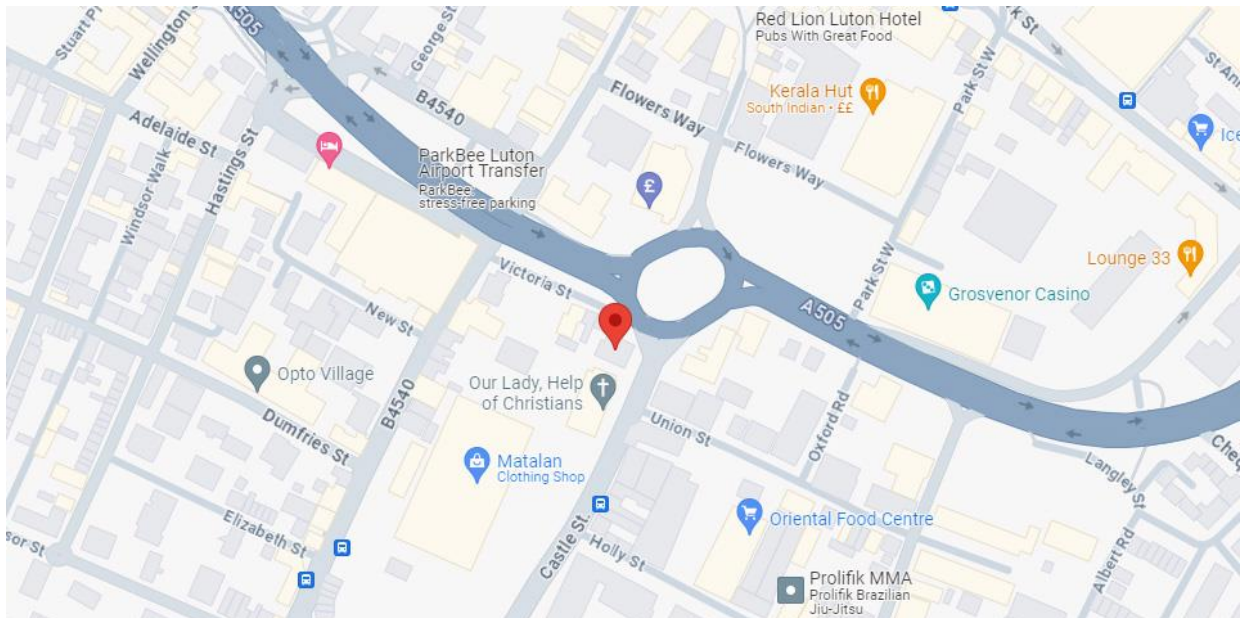 A505
Stuart Pl
Wellington
George St
B4540
Adelaide St
Hastings St
Windsor Walk
ParkBee Luton
Airport Transfer
ParkBee
stress-free parking
Red Lion Luton Hotel
Pubs With Great Food
Kerala Hut
South Indian • ££
Flowers Way
Flowers Way
£
Park St W
Park St W
St
St Ann
Ice
Lounge 33
Grosvenor Casino
A505
Victoria St
New St
Opto Village
Dumfries St
B4540
Our Lady, Help
of Christians
Matalan
Clothing Shop
Union St
Oxford Rd
Langley St
Cheq
Elizabeth St
sor St
Castle St
Holly St
Oriental Food Centre
Albert Rd
Prolifik MMA
Prolifik Brazilian
Jiu-Jitsu